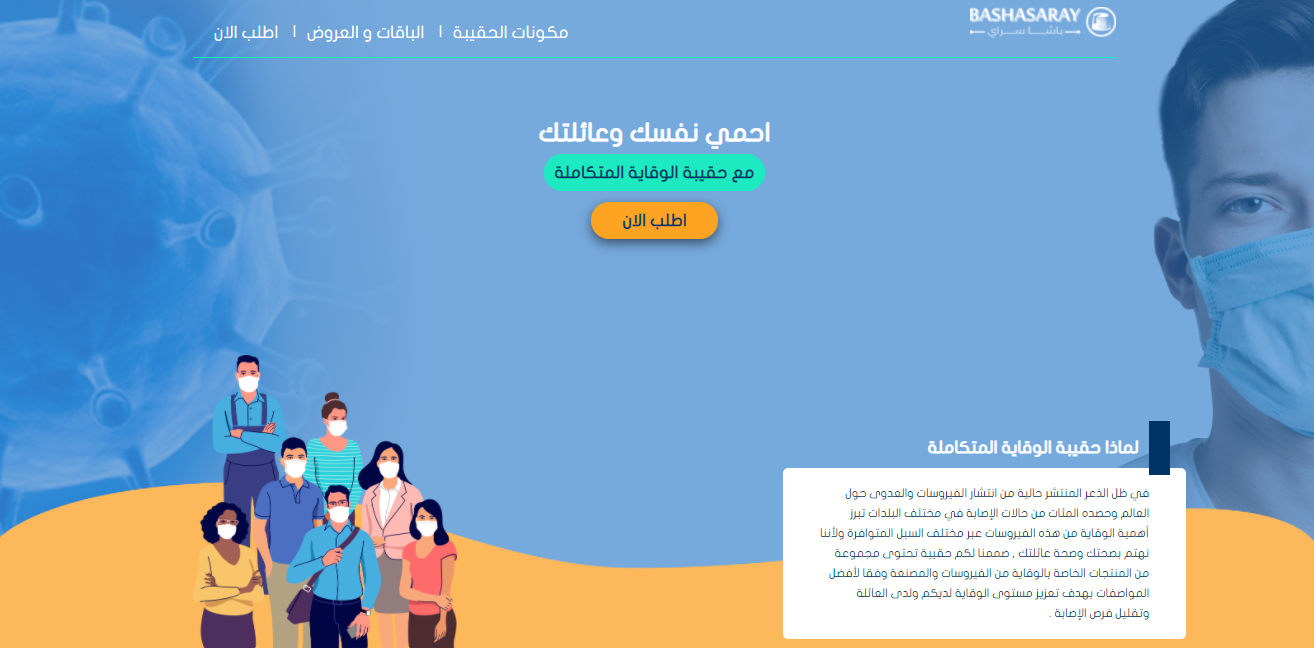 BASHASARAY
باشا سراي
مكونات الحقيبة | الباقات و العروض | اطلب الان
احمي نفسك وعائلتك
مع حقيبة الوقاية المتكاملة
اطلب الان
لماذا حقيبة الوقاية المتكاملة
في ظل الذعر المنتشر حالية من انتشار الفيروسات والعدوى حول
العالم وحصده المئات من حالات الإصابة في مختلف البلدات تبرز
أهمية الوقاية من هذه الفيروسات عبر مختلف السبل المتوافرة ولأننا
نهتم بصحتك وصحة عائلتك , صممنا لكم حقيبة تحتوى مجموعة
من المنتجات الخاصة بالوقاية من الفيروسات والمصنعة وفقا لأفضل
المواصفات بهدف تعزيز مستوى الوقاية لديكم ولدى العائلة
وتقليل فرص الإصابة .